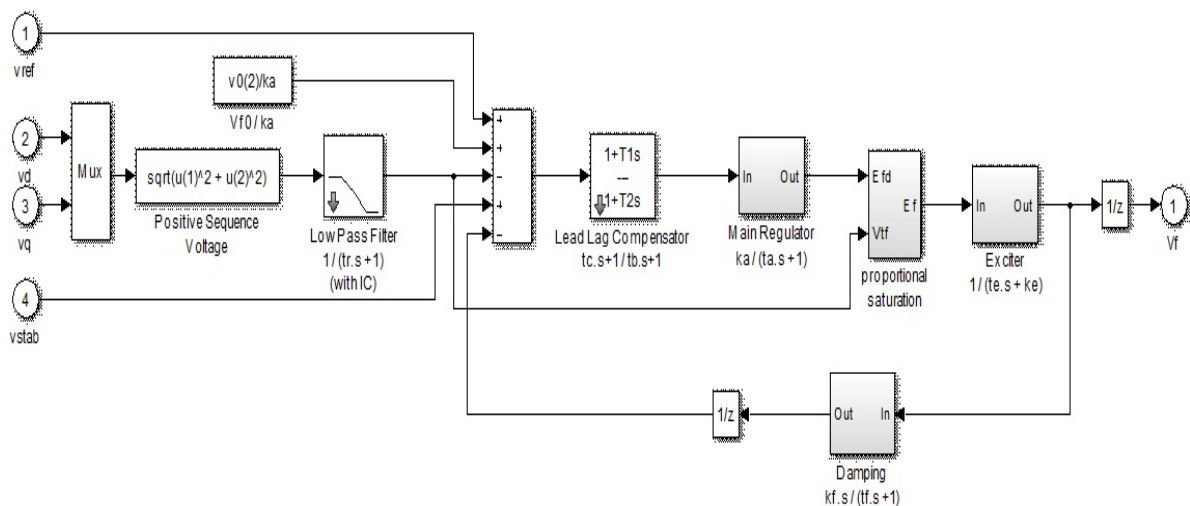 1
vref
v0(2)/ka
Vf0 / ka
2
vd
3
vq
Mux
sqrt(u(1)^2 + u(2)^2)
Positive Sequence
Voltage
Low Pass Filter
1 / (tr.s + 1)
(with IC)
+
+
−
+
−
1+T1s
---
1+T2s
Lead Lag Compensator
tc.s+1 / tb.s+1
In Out
Main Regulator
ka / (ta.s + 1)
Efd
Ef
Vtf
proportional
saturation
In Out
Exciter
1 / (te.s + ke)
1/z
1
Vf
4
vstab
1/z
Out In
Damping
kf.s / (tf.s+1)